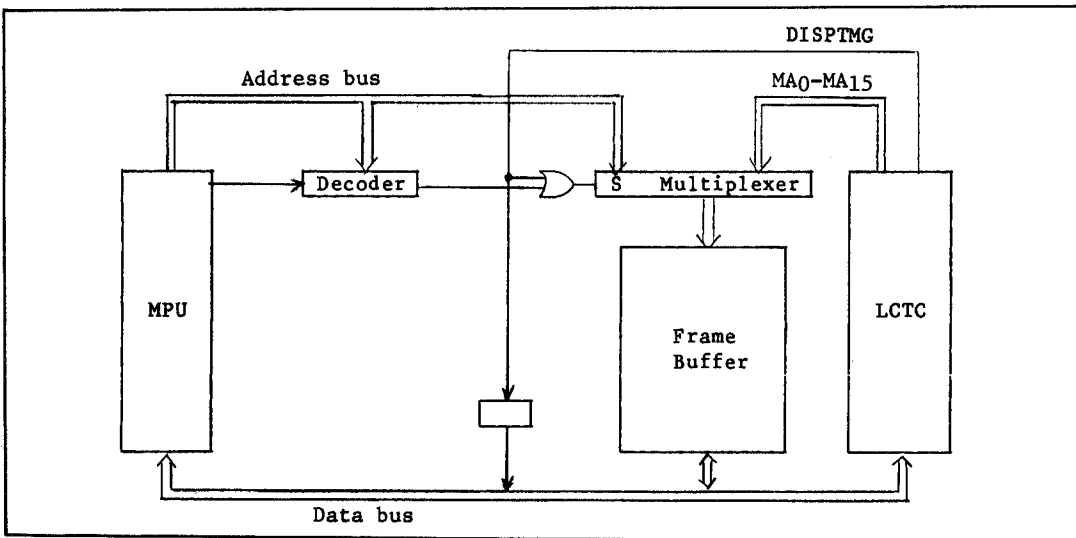 DISPTMG
Address bus
MA0-MA15
Decoder
S Multiplexer
MPU
Frame
Buffer
LCTC
Data bus